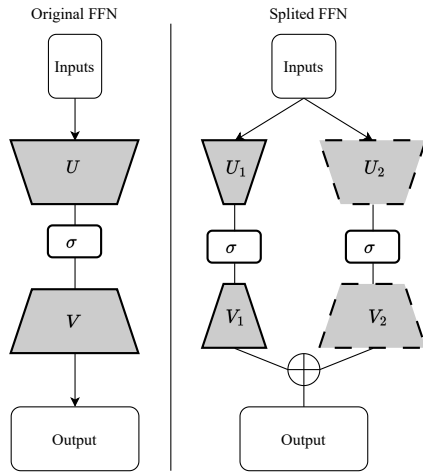 Original FFN
Inputs
U
σ
V
Output
Splited FFN
Inputs
U₁ U₂
σ σ
V₁ V₂
Output